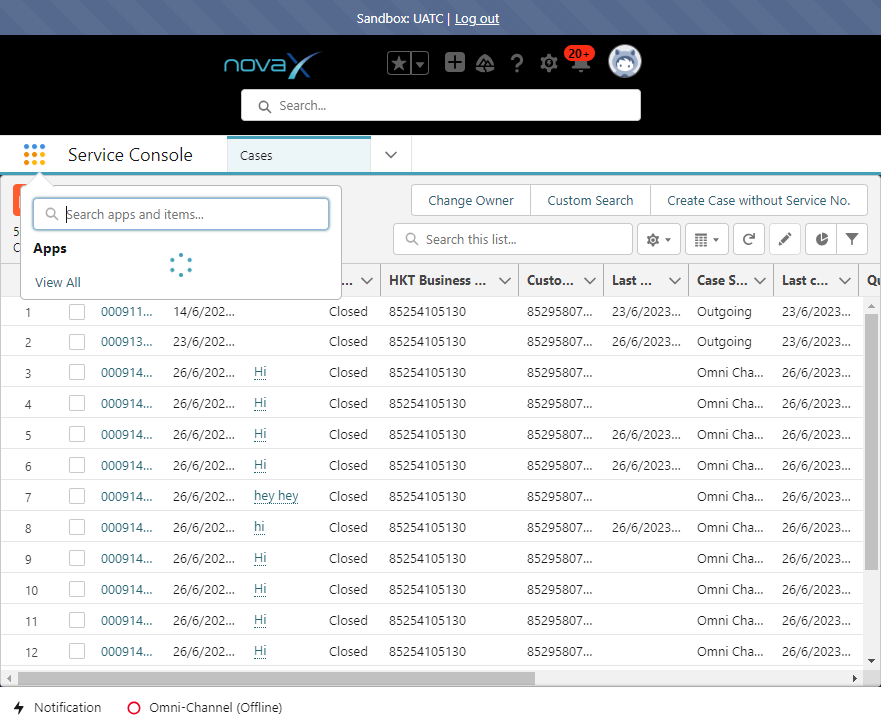 Sandbox: UATC | Log out
novaX
20+
Search...
Service Console
Cases
Search apps and items...
Apps
View All
5
C
Change Owner
Custom Search
Create Case without Service No.
Search this list...
... HKT Business ... Custo... Last ... Case S... Last c... Qu
1 000911... 14/6/202... Closed 85254105130 85295807... 23/6/2023... Outgoing 23/6/2023...
2 000913... 23/6/202... Closed 85254105130 85295807... 26/6/2023... Outgoing 23/6/2023...
3 000914... 26/6/202... Hi Closed 85254105130 85295807... Omni Cha... 26/6/2023...
4 000914... 26/6/202... Hi Closed 85254105130 85295807... Omni Cha... 26/6/2023...
5 000914... 26/6/202... Hi Closed 85254105130 85295807... 26/6/2023... Omni Cha... 26/6/2023...
6 000914... 26/6/202... Hi Closed 85254105130 85295807... 26/6/2023... Omni Cha... 26/6/2023...
7 000914... 26/6/202... hey hey Closed 85254105130 85295807... Omni Cha... 26/6/2023...
8 000914... 26/6/202... hi Closed 85254105130 85295807... 26/6/2023... Omni Cha... 26/6/2023...
9 000914... 26/6/202... Hi Closed 85254105130 85295807... Omni Cha... 26/6/2023...
10 000914... 26/6/202... Hi Closed 85254105130 85295807... Omni Cha... 26/6/2023...
11 000914... 26/6/202... Hi Closed 85254105130 85295807... Omni Cha... 26/6/2023...
12 000914... 26/6/202... Hi Closed 85254105130 85295807... Omni Cha... 26/6/2023...
Notification
Omni-Channel (Offline)